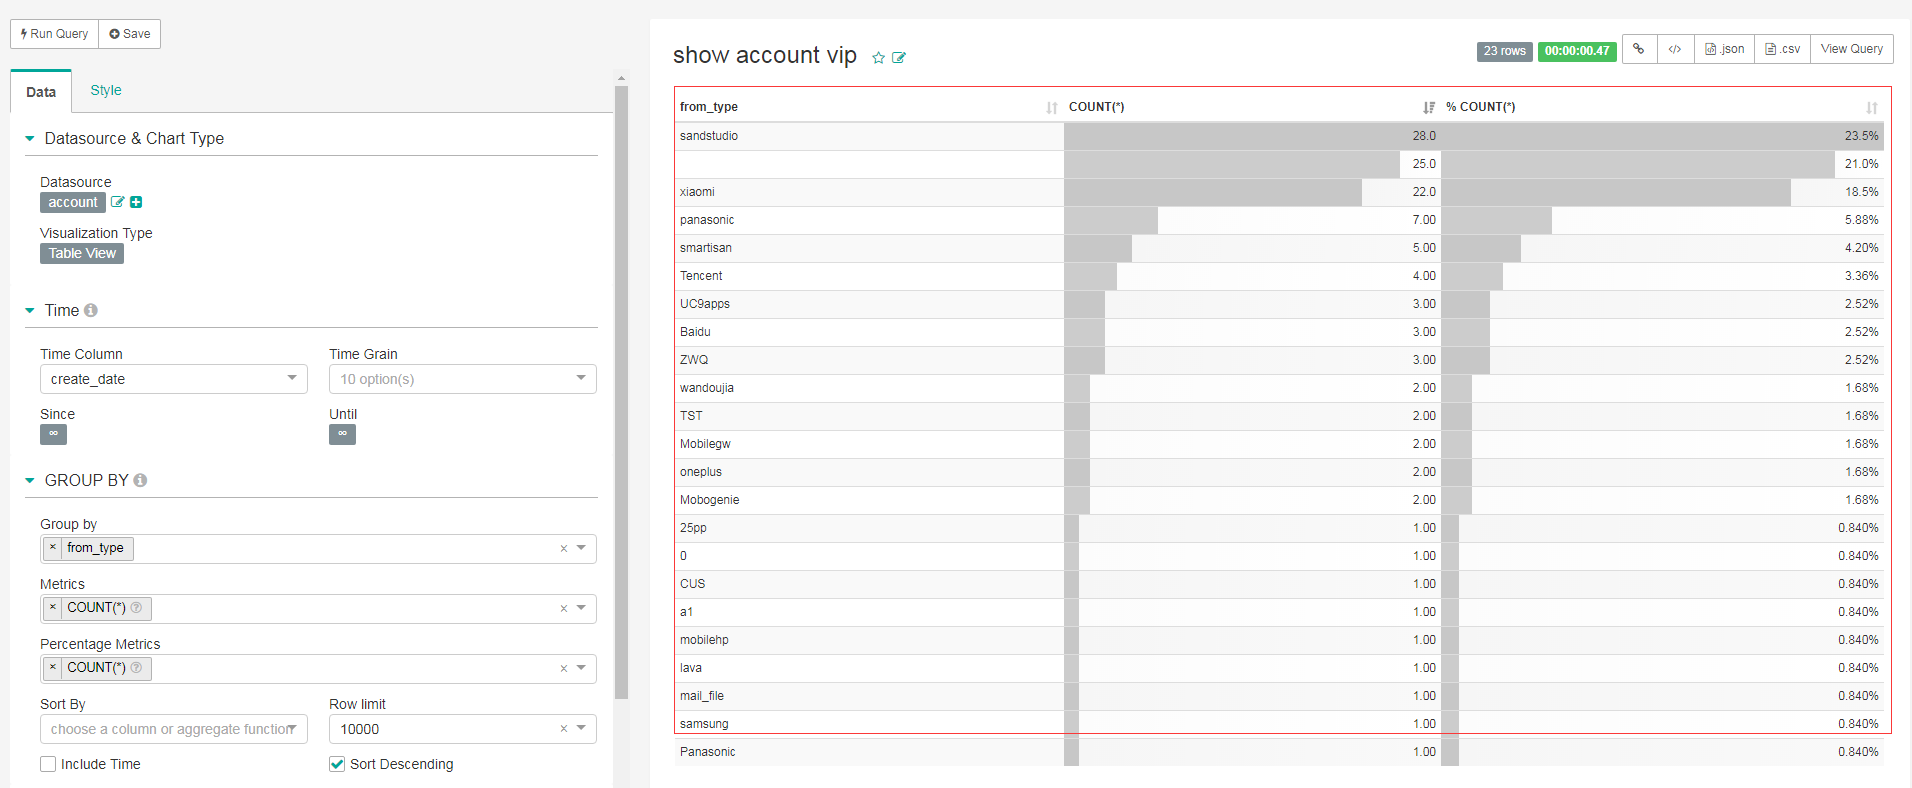 Run Query Save
Data Style
Datasource & Chart Type
Datasource
account
Visualization Type
Table View
Time
Time Column Time Grain
create_date 10 option(s)
Since Until
∞ ∞
GROUP BY
Group by
× from_type ×
Metrics
× COUNT(*) ×
Percentage Metrics
× COUNT(*) ×
Sort By Row limit
choose a column or aggregate function 10000 ×
Include Time Sort Descending
show account vip
23 rows 00:00:00.47 </> .json .csv View Query
from_type COUNT(*) % COUNT(*)
sandstudio 28.0 23.5%
25.0 21.0%
xiaomi 22.0 18.5%
panasonic 7.00 5.88%
smartisan 5.00 4.20%
Tencent 4.00 3.36%
UC9apps 3.00 2.52%
Baidu 3.00 2.52%
ZWQ 3.00 2.52%
wandoujia 2.00 1.68%
TST 2.00 1.68%
Mobilegw 2.00 1.68%
oneplus 2.00 1.68%
Mobogenie 2.00 1.68%
25pp 1.00 0.840%
0 1.00 0.840%
CUS 1.00 0.840%
a1 1.00 0.840%
mobilehp 1.00 0.840%
lava 1.00 0.840%
mail_file 1.00 0.840%
samsung 1.00 0.840%
Panasonic 1.00 0.840%